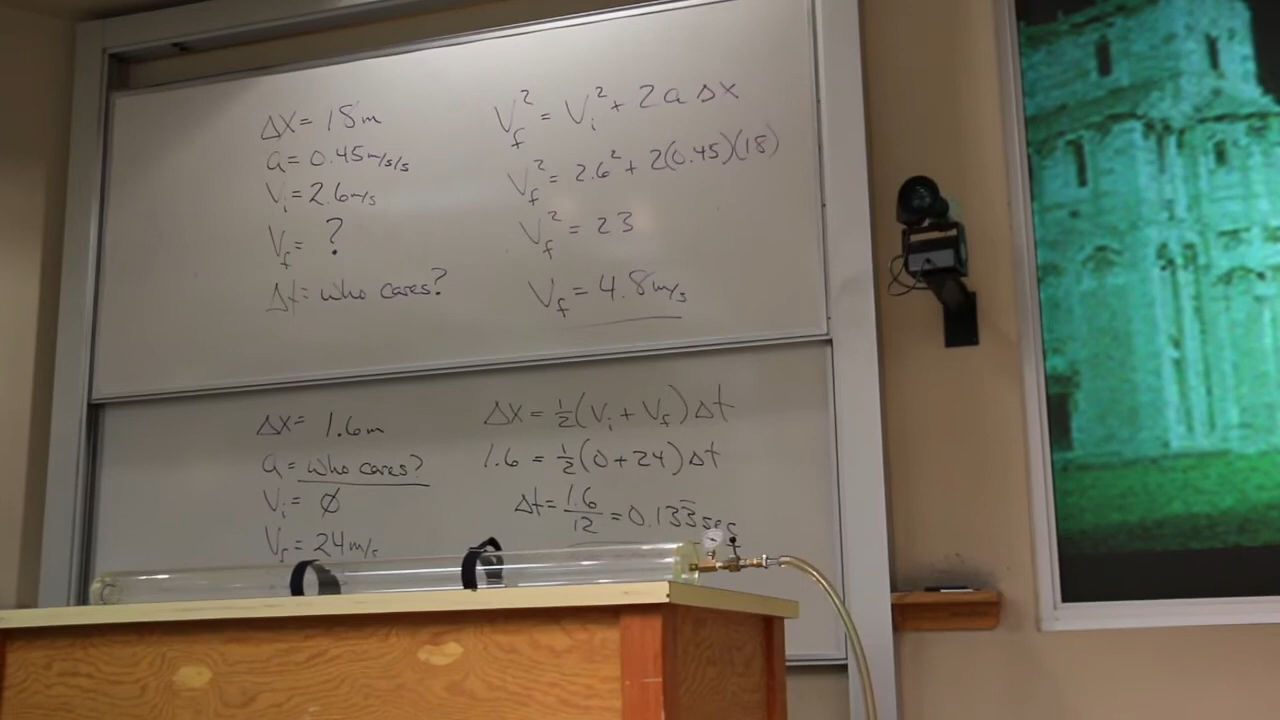 Δx = 18m
a = 0.45m/s/s
Vi = 2.6m/s
Vf = ?
Δt = who cares?
Vf² = Vi² + 2aΔx
Vf² = 2.6² + 2(0.45)(18)
Vf² = 23
Vf = 4.8m/s
Δx = 1.6m
a = who cares?
Vi = Ø
Vf = 24m/s
Δx = ½(Vi + Vf)Δt
1.6 = ½(0+24)Δt
Δt = 1.6/12 = 0.133̅ sec